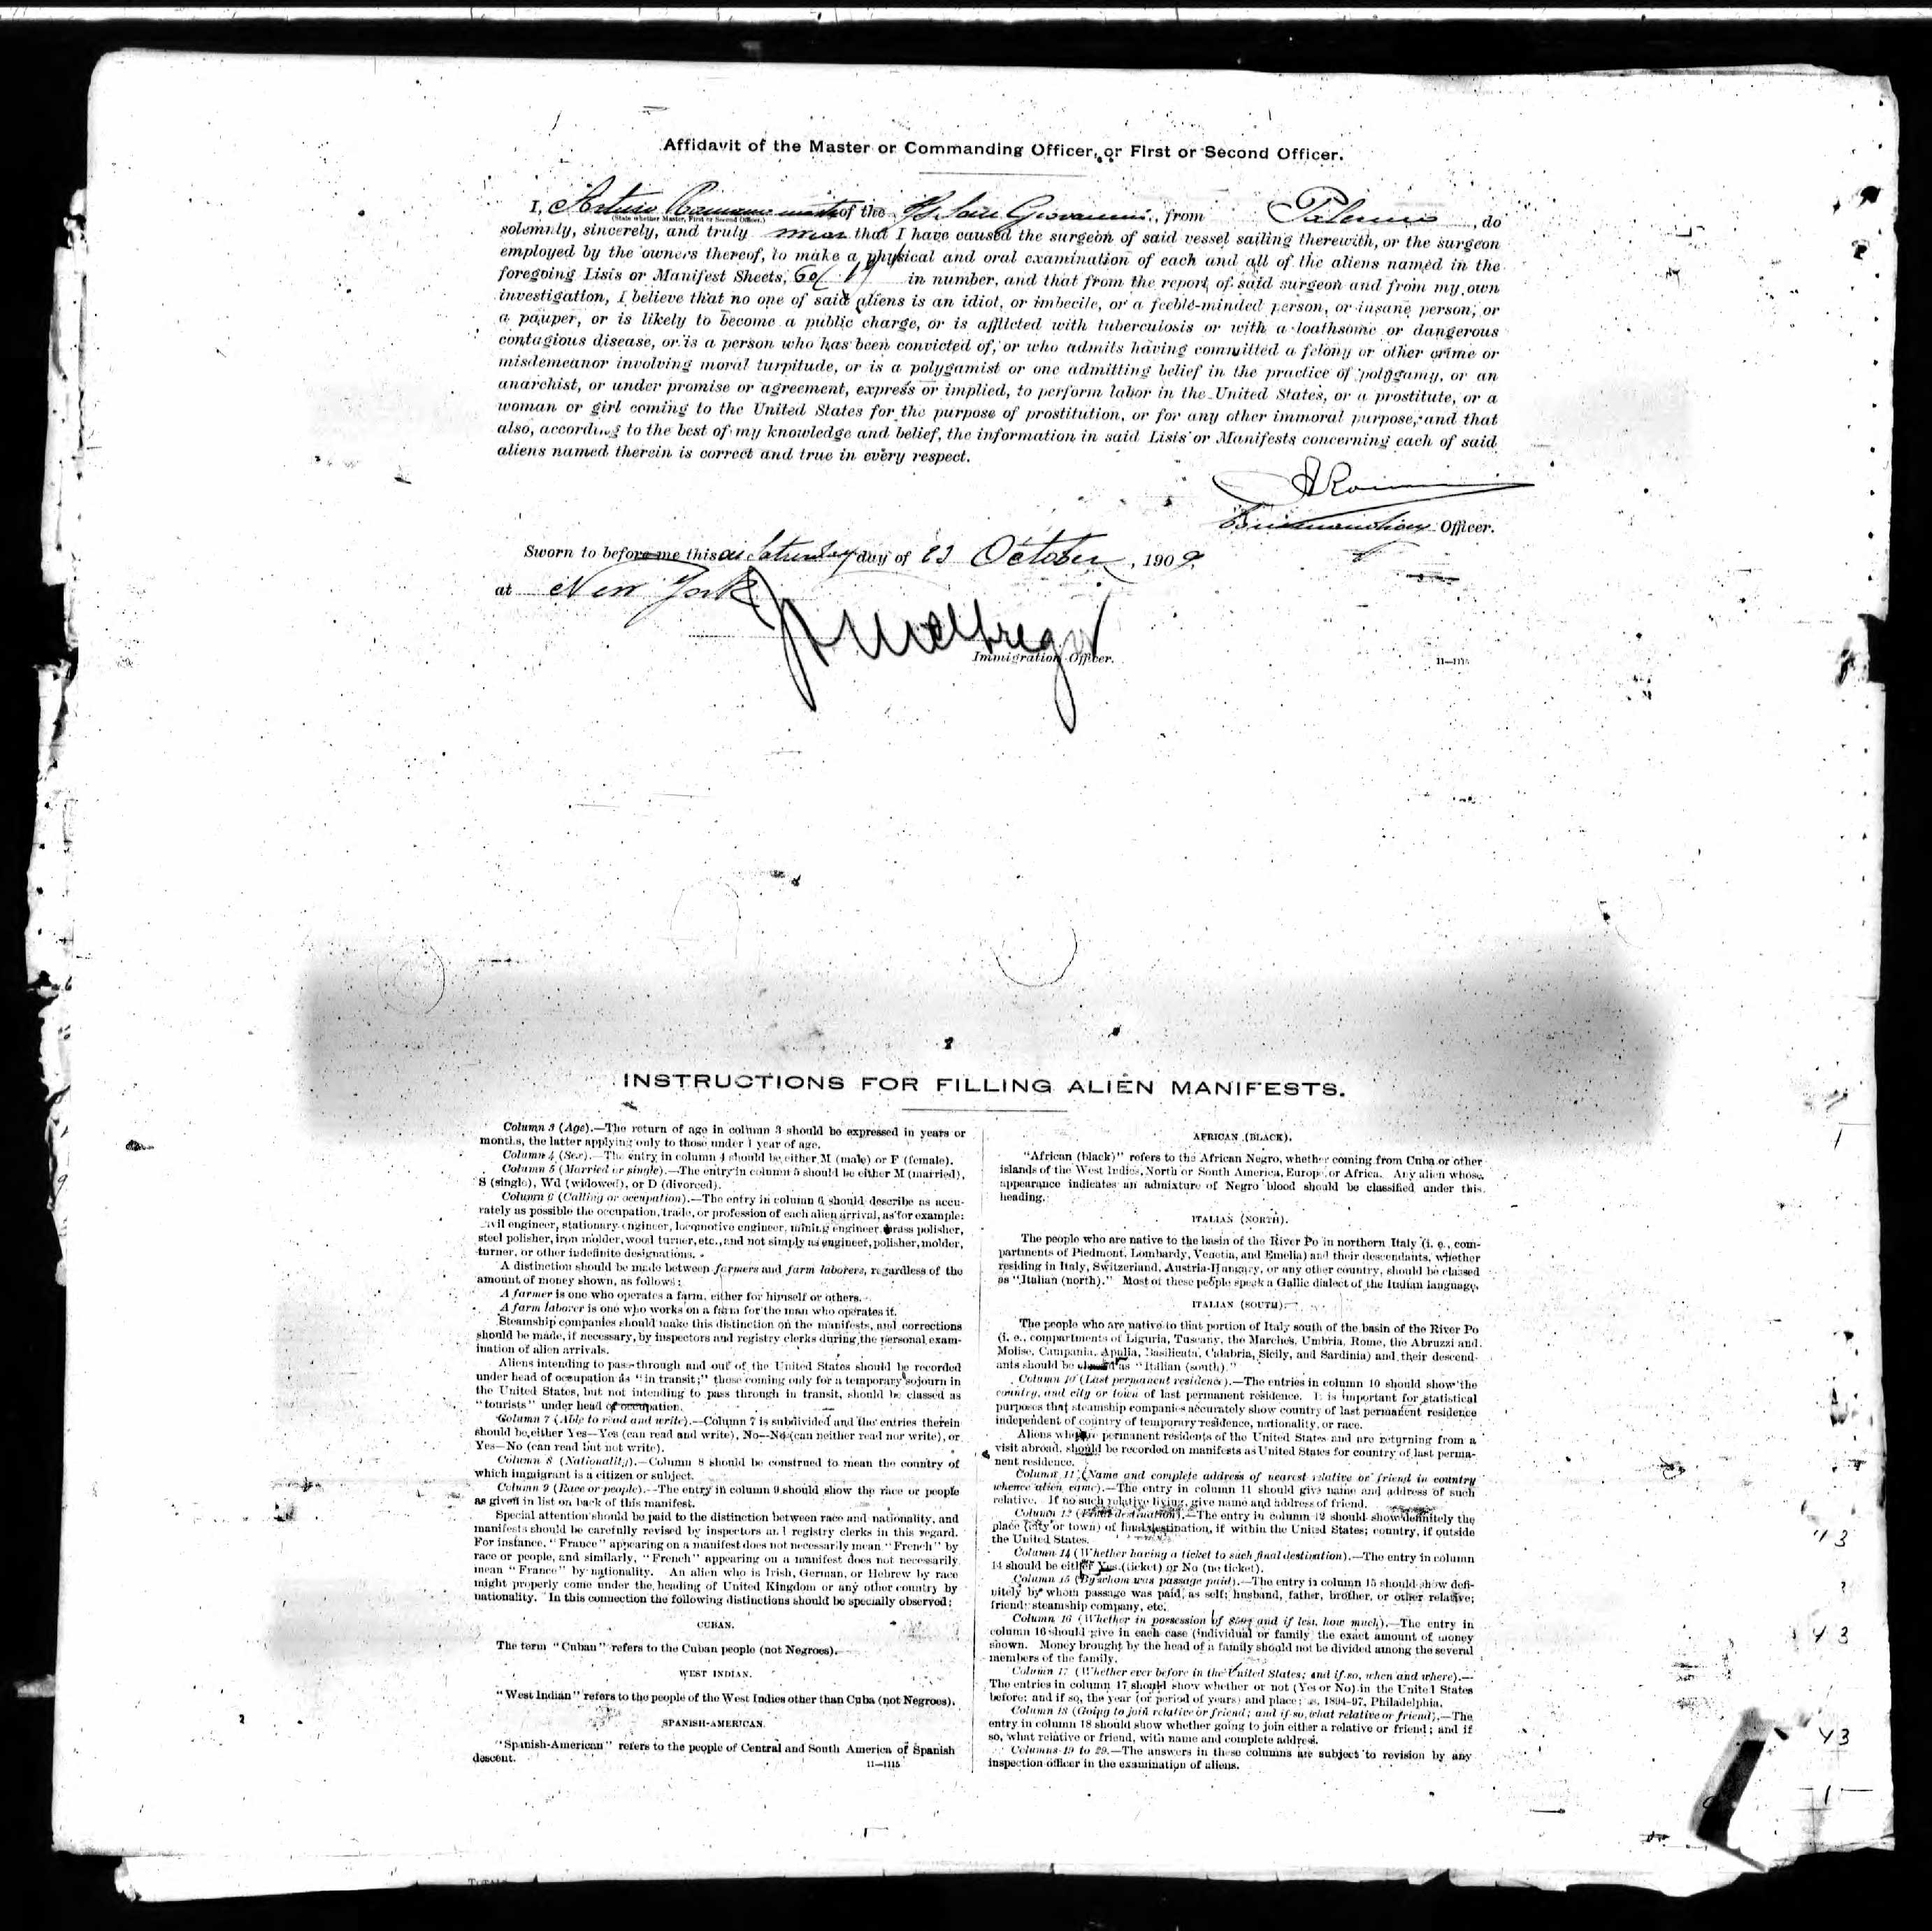 Affidavit of the Master or Commanding Officer, or First or Second Officer.
I, Arturo of the San Giovanni, from Palermo, do
(State whether Master, First or Second Officer.)
solemnly, sincerely, and truly swear that I have caused the surgeon of said vessel sailing therewith, or the surgeon
employed by the owners thereof, to make a physical and oral examination of each and all of the aliens named in the
foregoing Lists or Manifest Sheets, in number, and that from the report of said surgeon and from my own
investigation, I believe that no one of said aliens is an idiot, or imbecile, or a feeble-minded person, or insane person, or
a pauper, or is likely to become a public charge, or is afflicted with tuberculosis or with a loathsome or dangerous
contagious disease, or is a person who has been convicted of, or who admits having committed a felony or other crime or
misdemeanor involving moral turpitude, or is a polygamist or one admitting belief in the practice of polygamy, or an
anarchist, or under promise or agreement, express or implied, to perform labor in the United States, or a prostitute, or a
woman or girl coming to the United States for the purpose of prostitution, or for any other immoral purpose, and that
also, according to the best of my knowledge and belief, the information in said Lists or Manifests concerning each of said
aliens named therein is correct and true in every respect.
Officer.
Sworn to before me this Saturday day of 23 October, 1909.
at New York
Immigration Officer.
11—1115
INSTRUCTIONS FOR FILLING ALIEN MANIFESTS.
Column 3 (Age).—The return of age in column 3 should be expressed in years or
months, the latter applying only to those under 1 year of age.
Column 4 (Sex).—The entry in column 4 should be either M (male) or F (female).
Column 5 (Married or single).—The entry in column 5 should be either M (married),
S (single), Wd (widowed), or D (divorced).
Column 6 (Calling or occupation).—The entry in column 6 should describe as accu-
rately as possible the occupation, trade, or profession of each alien arrival, as for example:
Civil engineer, stationary engineer, locomotive engineer, mining engineer, brass polisher,
steel polisher, iron molder, wood turner, etc., and not simply as engineer, polisher, molder,
turner, or other indefinite designations.
A distinction should be made between farmers and farm laborers, regardless of the
amount of money shown, as follows:
A farmer is one who operates a farm, either for himself or others.
A farm laborer is one who works on a farm for the man who operates it.
Steamship companies should make this distinction on the manifests, and corrections
should be made, if necessary, by inspectors and registry clerks during the personal exam-
ination of alien arrivals.
Aliens intending to pass through and out of the United States should be recorded
under head of occupation as "in transit;" those coming only for a temporary sojourn in
the United States, but not intending to pass through in transit, should be classed as
"tourists" under head of occupation.
Column 7 (Able to read and write).—Column 7 is subdivided and the entries therein
should be either Yes—Yes (can read and write), No—No (can neither read nor write), or
Yes—No (can read but not write).
Column 8 (Nationality).—Column 8 should be construed to mean the country of
which immigrant is a citizen or subject.
Column 9 (Race or people).—The entry in column 9 should show the race or people
as given in list on back of this manifest.
Special attention should be paid to the distinction between race and nationality, and
manifests should be carefully revised by inspectors and registry clerks in this regard.
For instance, "France" appearing on a manifest does not necessarily mean "French" by
race or people, and similarly, "French" appearing on a manifest does not necessarily
mean "France" by nationality. An alien who is Irish, German, or Hebrew by race
might properly come under the heading of United Kingdom or any other country by
nationality. In this connection the following distinctions should be specially observed:
CUBAN.
The term "Cuban" refers to the Cuban people (not Negroes).
WEST INDIAN.
"West Indian" refers to the people of the West Indies other than Cuba (not Negroes).
SPANISH-AMERICAN.
"Spanish-American" refers to the people of Central and South America of Spanish
descent.
11—1115
AFRICAN (BLACK).
"African (black)" refers to the African Negro, whether coming from Cuba or other
islands of the West Indies, North or South America, Europe, or Africa. Any alien whose
appearance indicates an admixture of Negro blood should be classified under this
heading.
ITALIAN (NORTH).
The people who are native to the basin of the River Po in northern Italy (i. e., com-
partments of Piedmont, Lombardy, Venetia, and Emelia) and their descendants, whether
residing in Italy, Switzerland, Austria-Hungary, or any other country, should be classed
as "Italian (north)." Most of these people speak a Gallic dialect of the Italian language.
ITALIAN (SOUTH).
The people who are native to that portion of Italy south of the basin of the River Po
(i. e., compartments of Liguria, Tuscany, the Marches, Umbria, Rome, the Abruzzi and
Molise, Campania, Apulia, Basilicata, Calabria, Sicily, and Sardinia) and their descend-
ants should be classed as "Italian (south)."
Column 10 (Last permanent residence).—The entries in column 10 should show the
country, and city or town of last permanent residence. It is important for statistical
purposes that steamship companies accurately show country of last permanent residence
independent of country of temporary residence, nationality, or race.
Aliens who are permanent residents of the United States and are returning from a
visit abroad, should be recorded on manifests as United States for country of last perma-
nent residence.
Column 11 (Name and complete address of nearest relative or friend in country
whence alien came).—The entry in column 11 should give name and address of such
relative. If no such relative living, give name and address of friend.
Column 12 (Final destination).—The entry in column 12 should show definitely the
place (city or town) of final destination, if within the United States; country, if outside
the United States.
Column 14 (Whether having a ticket to such final destination).—The entry in column
14 should be either Yes (ticket) or No (no ticket).
Column 15 (By whom was passage paid).—The entry in column 15 should show defi-
nitely by whom passage was paid, as self, husband, father, brother, or other relative;
friend; steamship company, etc.
Column 16 (Whether in possession of $50, and if less, how much).—The entry in
column 16 should give in each case (individual or family) the exact amount of money
shown. Money brought by the head of a family should not be divided among the several
members of the family.
Column 17 (Whether ever before in the United States; and if so, when and where).—
The entries in column 17 should show whether or not (Yes or No) in the United States
before; and if so, the year (or period of years) and place; as, 1894-97, Philadelphia.
Column 18 (Going to join relative or friend; and if so, what relative or friend).—The
entry in column 18 should show whether going to join either a relative or friend; and if
so, what relative or friend, with name and complete address.
Columns 19 to 29.—The answers in these columns are subject to revision by any
inspection officer in the examination of aliens.
43
43
43